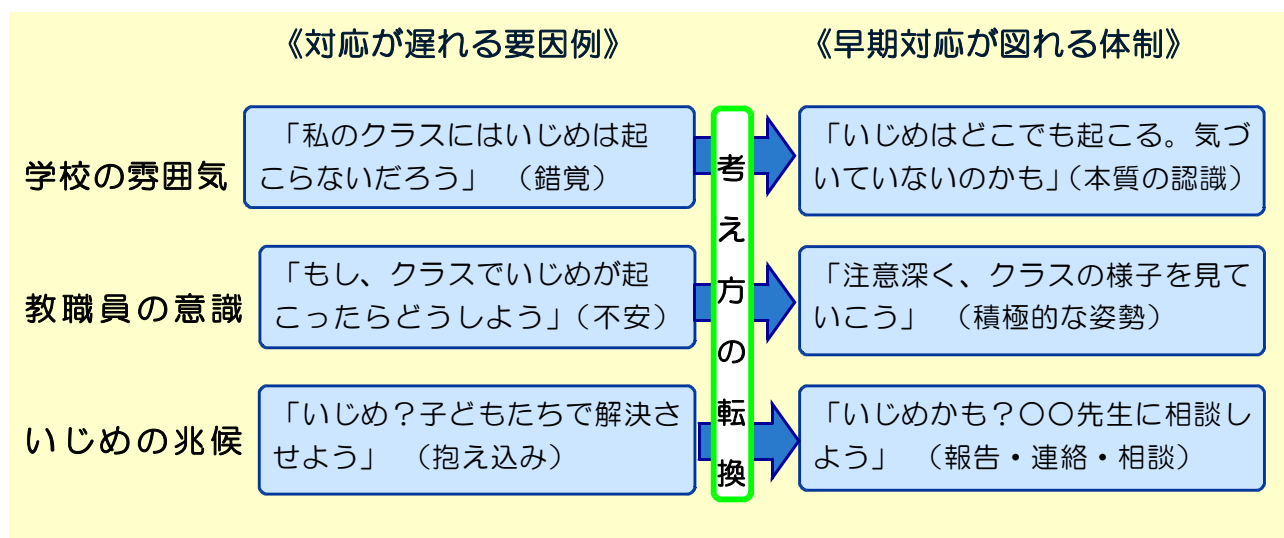 《対応が遅れる要因例》
《早期対応が図れる体制》
学校の雰囲気
「私のクラスにはいじめは起
こらないだろう」 (錯覚)
「いじめはどこでも起こる。気づ
いていないのかも」(本質の認識)
教職員の意識
「もし、クラスでいじめが起
こったらどうしよう」(不安)
「注意深く、クラスの様子を見て
いこう」 (積極的な姿勢)
いじめの兆候
「いじめ?子どもたちで解決さ
せよう」 (抱え込み)
「いじめかも?〇〇先生に相談し
よう」 (報告・連絡・相談)
考え方の転換